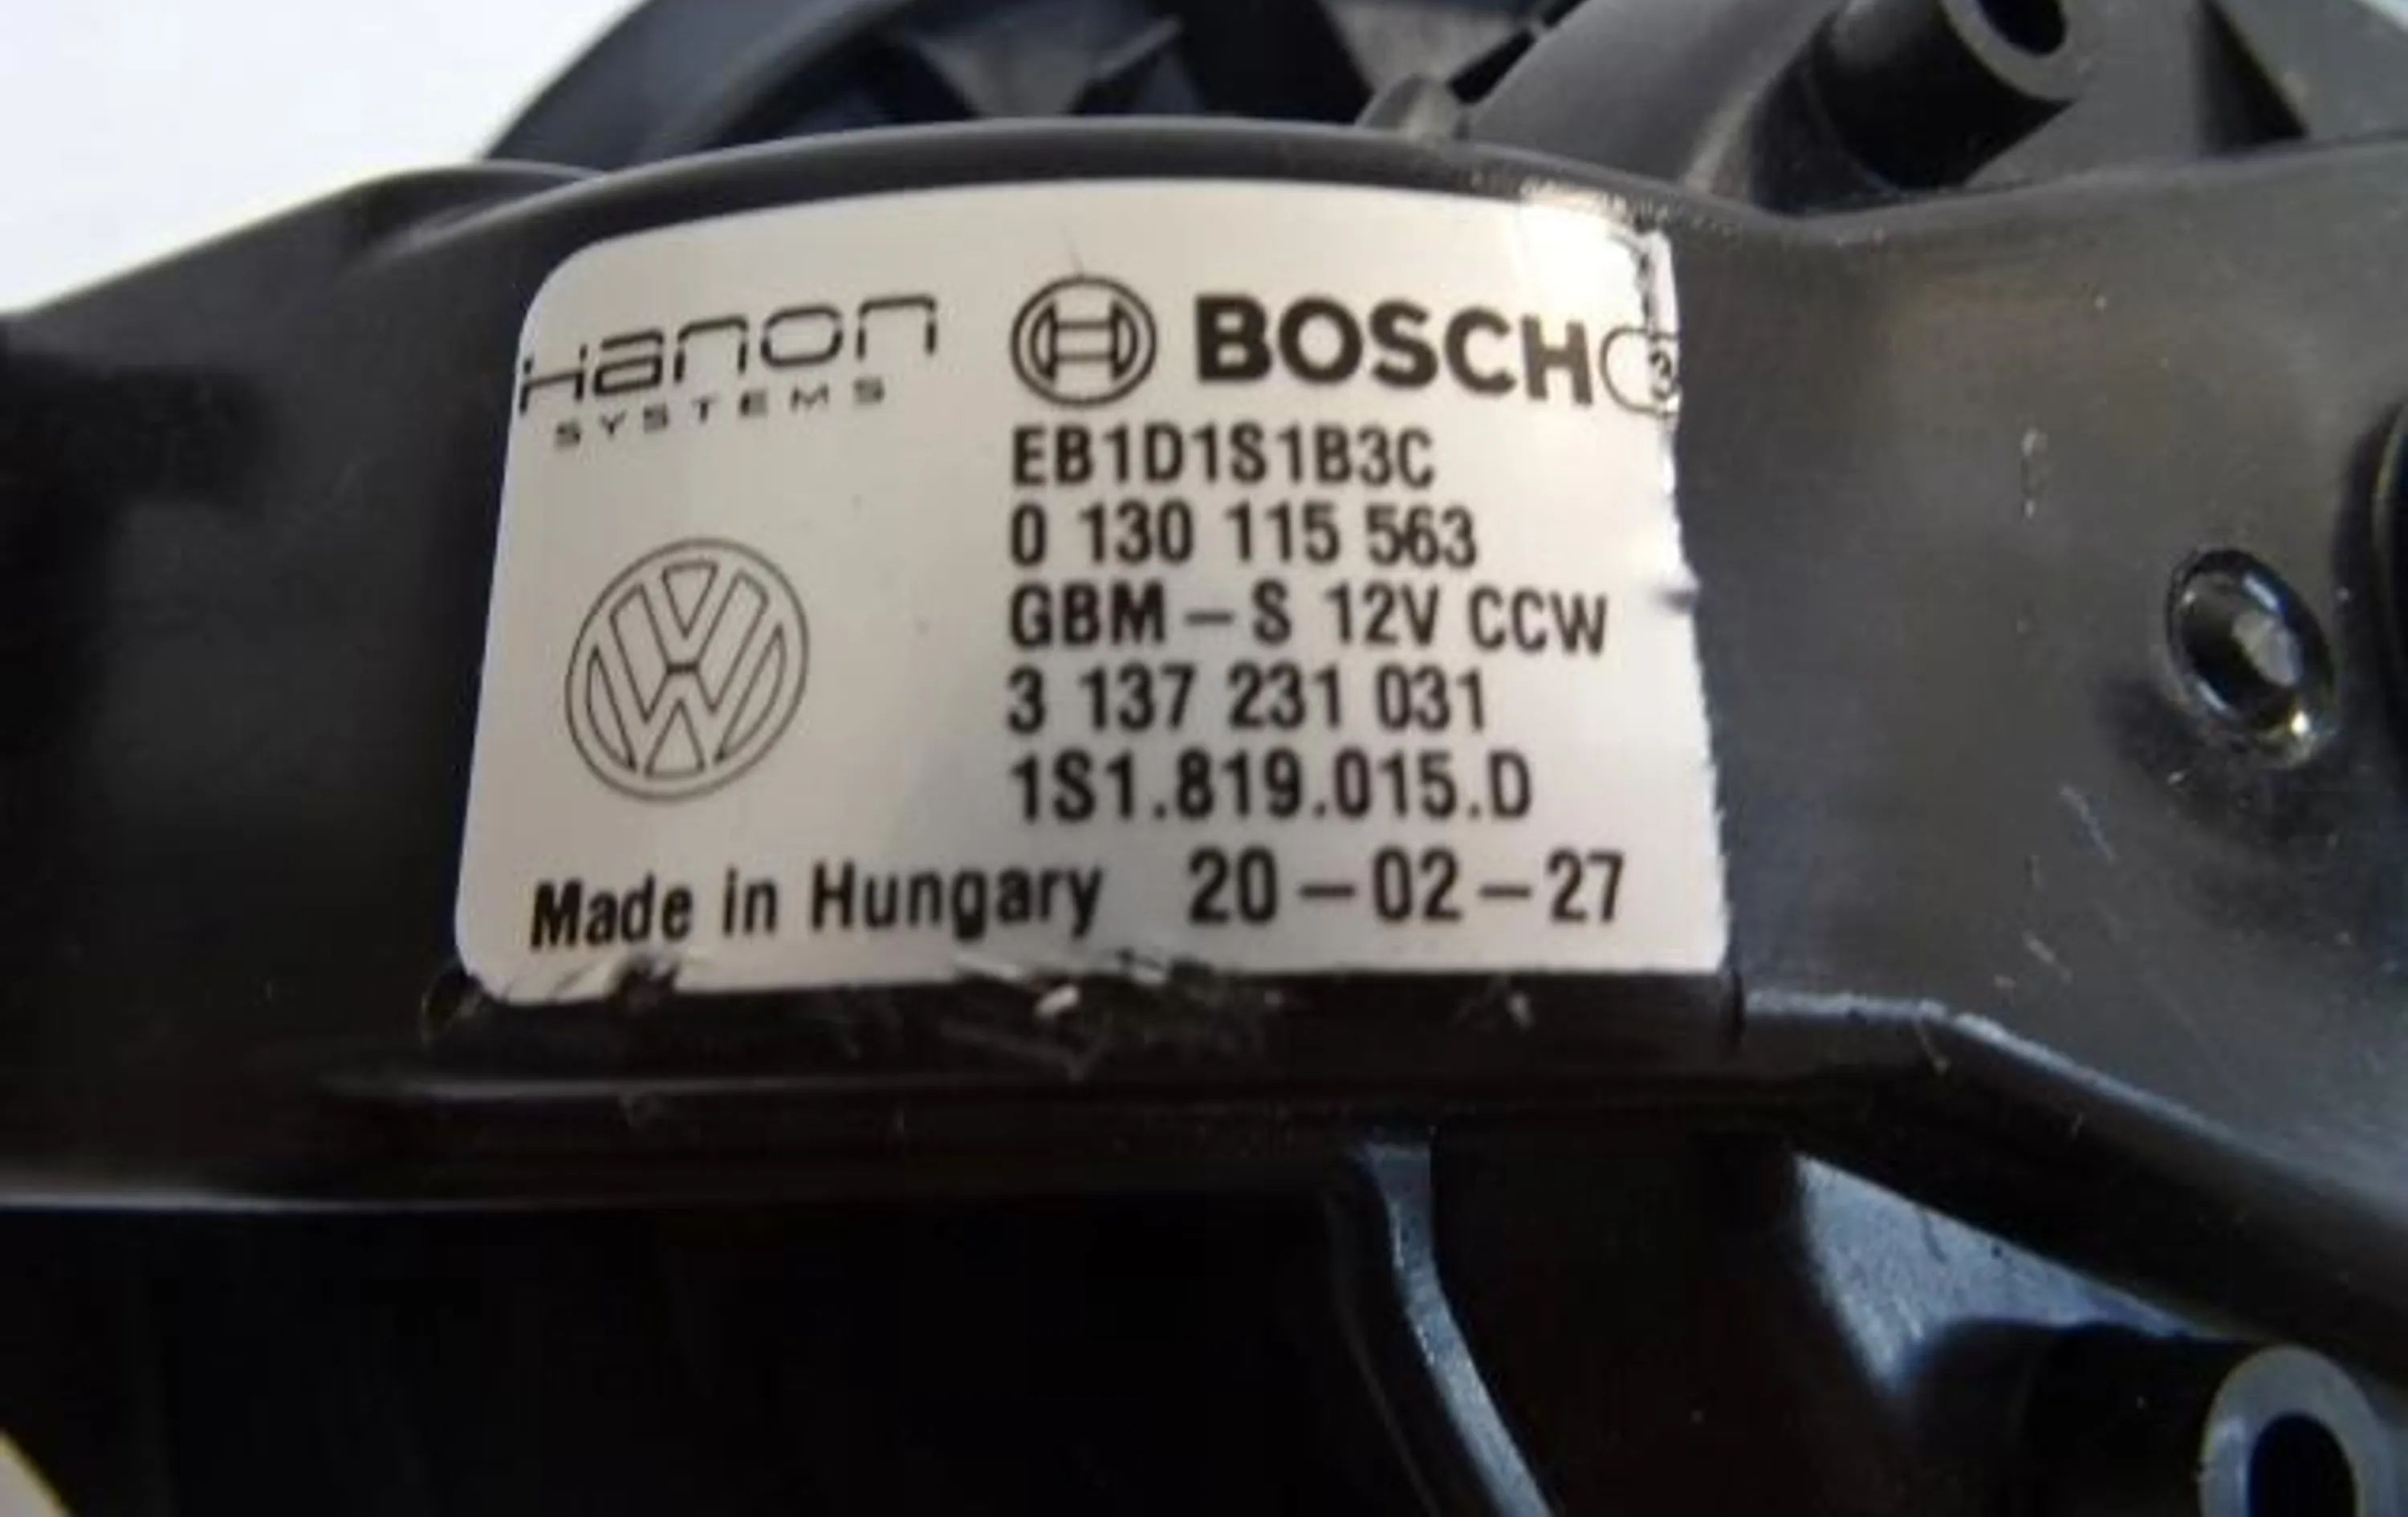 Hanon
SYSTEMS
BOSCH 3
EB1D1S1B3C
0 130 115 563
GBM – S 12V CCW
3 137 231 031
1S1.819.015.D
Made in Hungary 20 – 02 – 27